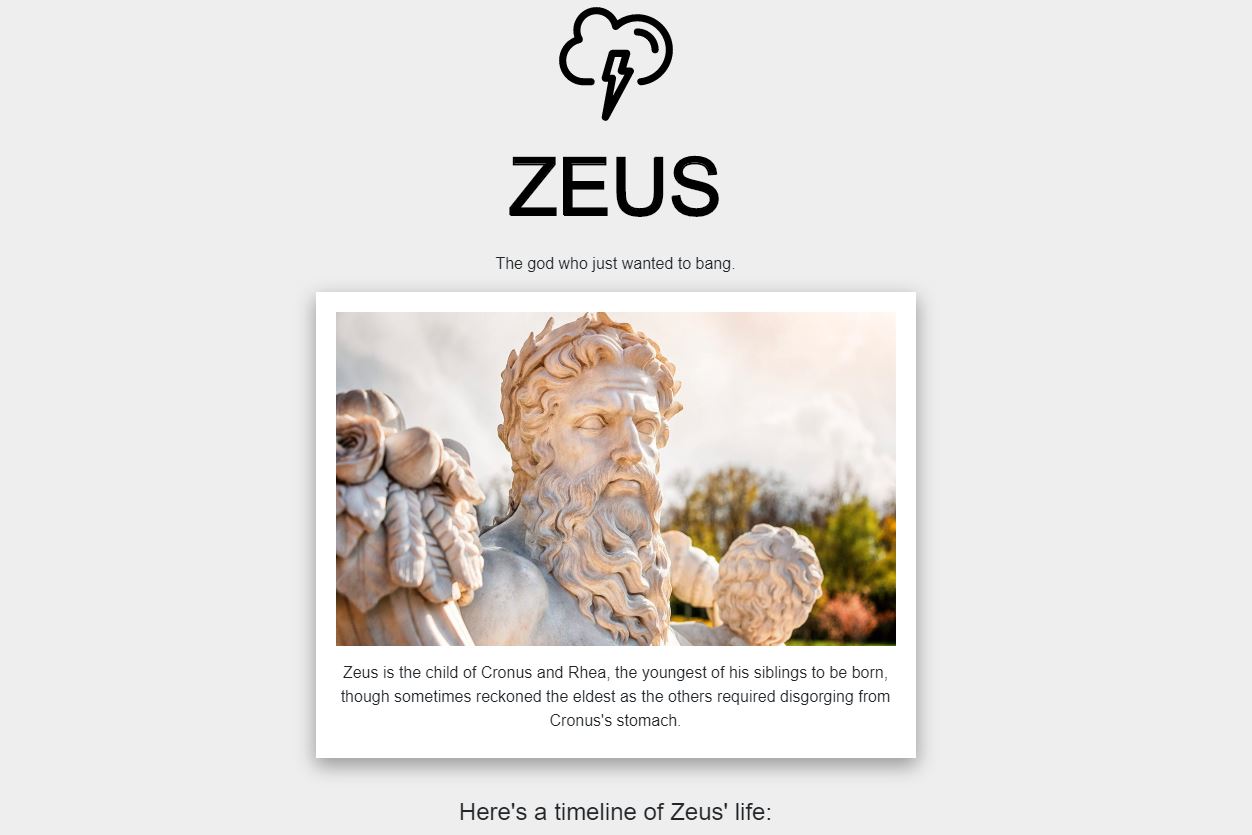 ZEUS
The god who just wanted to bang.
Zeus is the child of Cronus and Rhea, the youngest of his siblings to be born,
though sometimes reckoned the eldest as the others required disgorging from
Cronus's stomach.
Here's a timeline of Zeus' life: